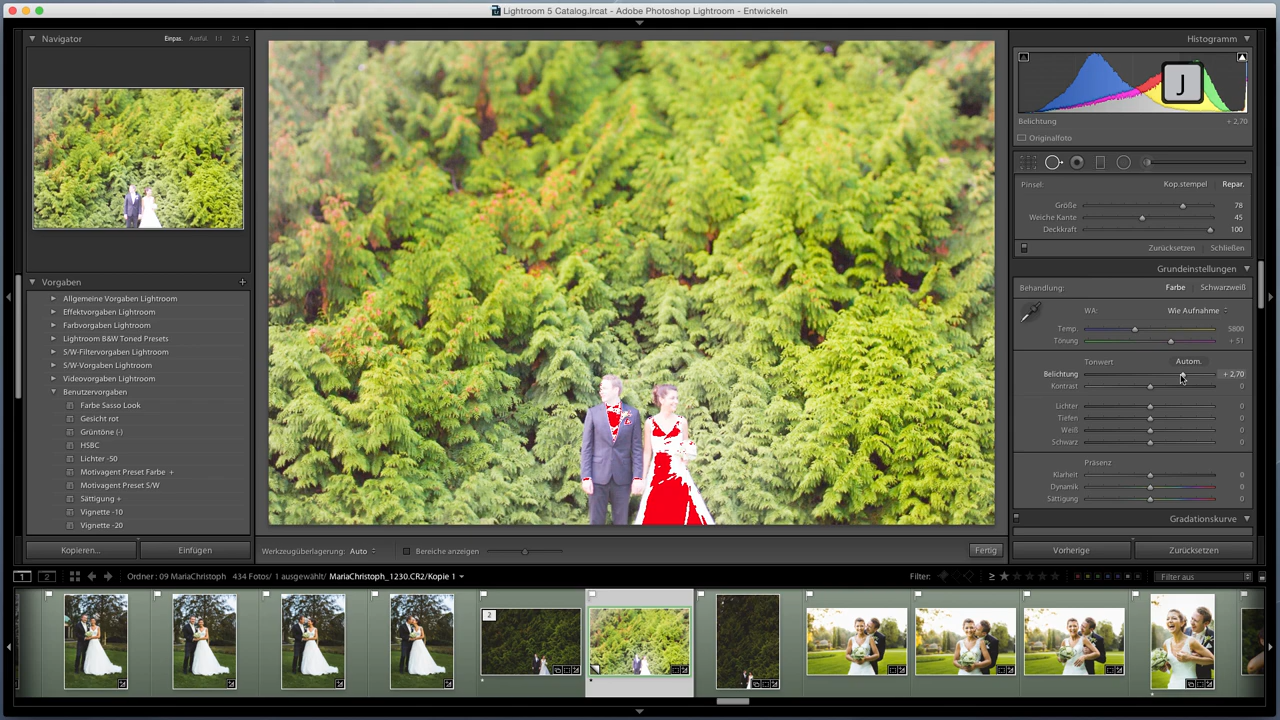 Lightroom 5 Catalog.lrcat - Adobe Photoshop Lightroom - Entwickeln
Navigator
Einpas. Ausfül. 1:1 2:1
Histogramm
J
Belichtung + 2,70
Originalfoto
Pinsel: Kop.stempel Repar.
Größe 78
Weiche Kante 45
Deckkraft 100
Zurücksetzen Schließen
Grundeinstellungen
Behandlung: Farbe Schwarzweiß
WA: Wie Aufnahme
Temp. 5800
Tonung + 51
Tonwert Autom.
Belichtung + 2,70
Kontrast 0
Lichter 0
Tiefen 0
Weiß 0
Schwarz 0
Präsenz
Klarheit 0
Dynamik 0
Sättigung 0
Gradationskurve
Vorherige Zurücksetzen
Vorgaben
Allgemeine Vorgaben Lightroom
Effektvorgaben Lightroom
Farbvorgaben Lightroom
Lightroom B&W Toned Presets
S/W-Filtervorgaben Lightroom
S/W-Vorgaben Lightroom
Videovorgaben Lightroom
Benutzervorgaben
Farbe Sasso Look
Gesicht rot
Grüntöne (-)
HSBC
Lichter -50
Motivagent Preset Farbe +
Motivagent Preset S/W
Sättigung +
Vignette -10
Vignette -20
Kopieren... Einfügen
Werkzeugüberlagerung: Auto Bereiche anzeigen Fertig
1 2 Ordner : 09 MariaChristoph 434 Fotos/ 1 ausgewählt/ MariaChristoph_1230.CR2/Kopie 1 Filter: ≥ Filter aus
2